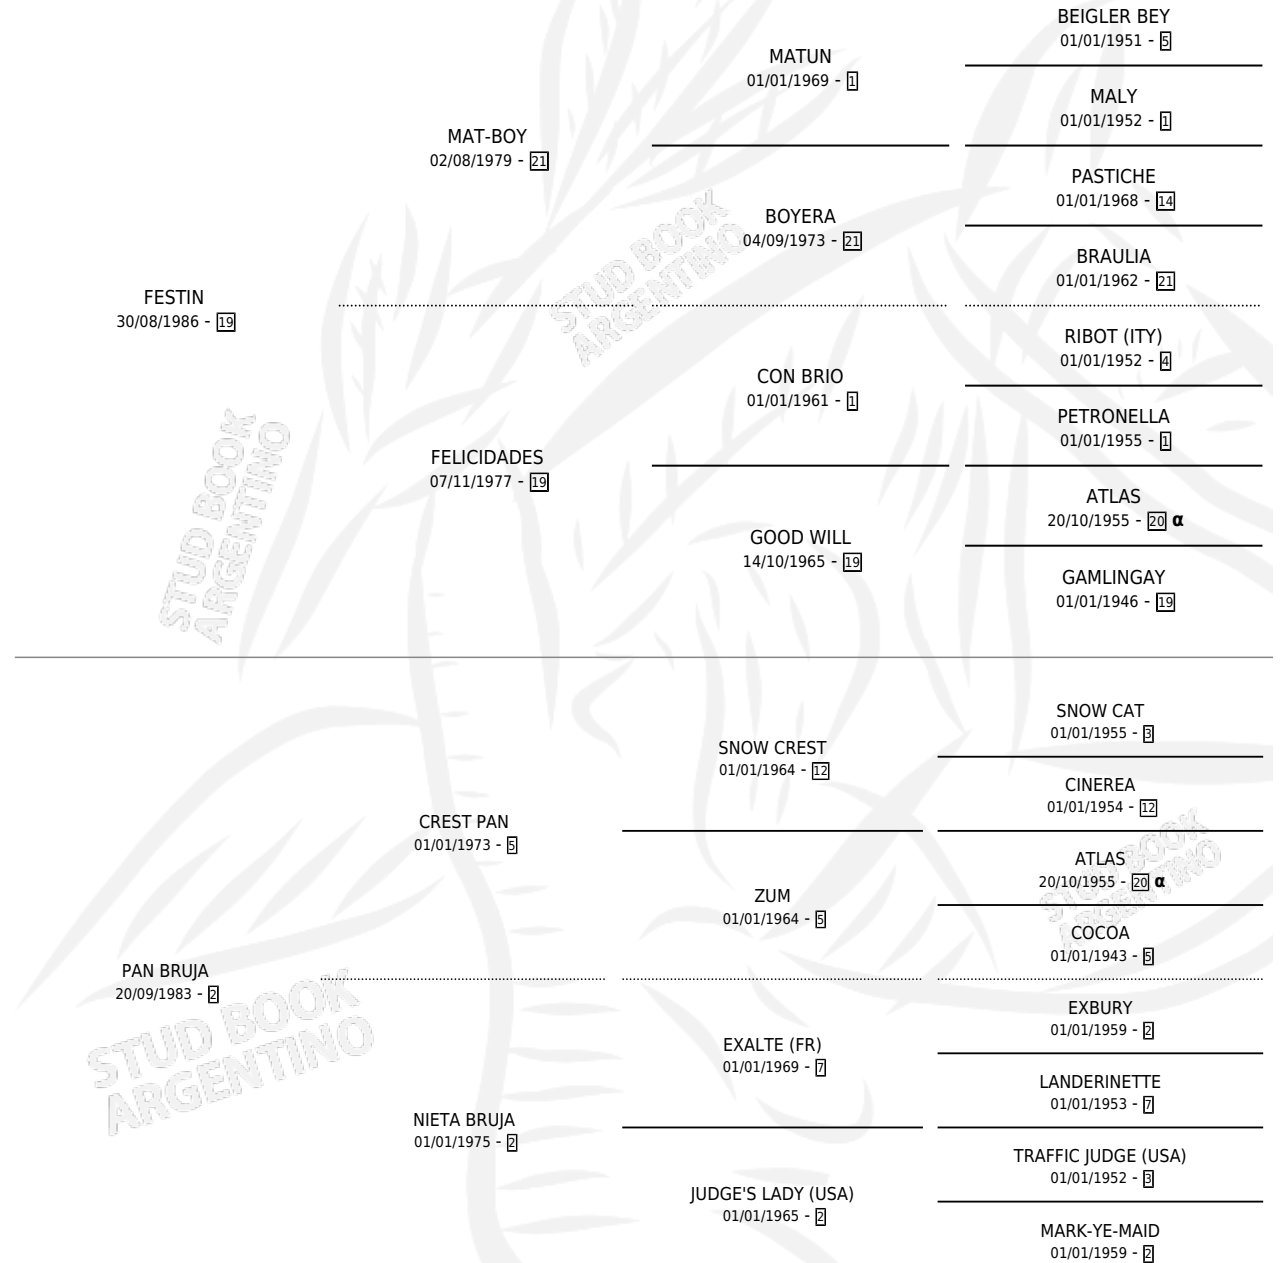 BEIGLER BEY
01/01/1951 - 5
MATUN
01/01/1969 - 1
MALY
01/01/1952 - 1
MAT-BOY
02/08/1979 - 21
PASTICHE
01/01/1968 - 14
BOYERA
04/09/1973 - 21
BRAULIA
01/01/1962 - 21
FESTIN
30/08/1986 - 19
RIBOT (ITY)
01/01/1952 - 4
CON BRIO
01/01/1961 - 1
PETRONELLA
01/01/1955 - 1
FELICIDADES
07/11/1977 - 19
ATLAS
20/10/1955 - 20 α
GOOD WILL
14/10/1965 - 19
GAMLINGAY
01/01/1946 - 19
SNOW CAT
01/01/1955 - 3
SNOW CREST
01/01/1964 - 12
CINEREA
01/01/1954 - 12
CREST PAN
01/01/1973 - 5
ATLAS
20/10/1955 - 20 α
ZUM
01/01/1964 - 5
COCOA
01/01/1943 - 5
PAN BRUJA
20/09/1983 - 2
EXBURY
01/01/1959 - 2
EXALTE (FR)
01/01/1969 - 7
LANDERINETTE
01/01/1953 - 7
NIETA BRUJA
01/01/1975 - 2
TRAFFIC JUDGE (USA)
01/01/1952 - 3
JUDGE'S LADY (USA)
01/01/1965 - 2
MARK-YE-MAID
01/01/1959 - 2
STUD BOOK
ARGENTINO
STUD BOOK
ARGENTINO
STUD BOOK
ARGENTINO
STUD BOOK
ARGENTINO